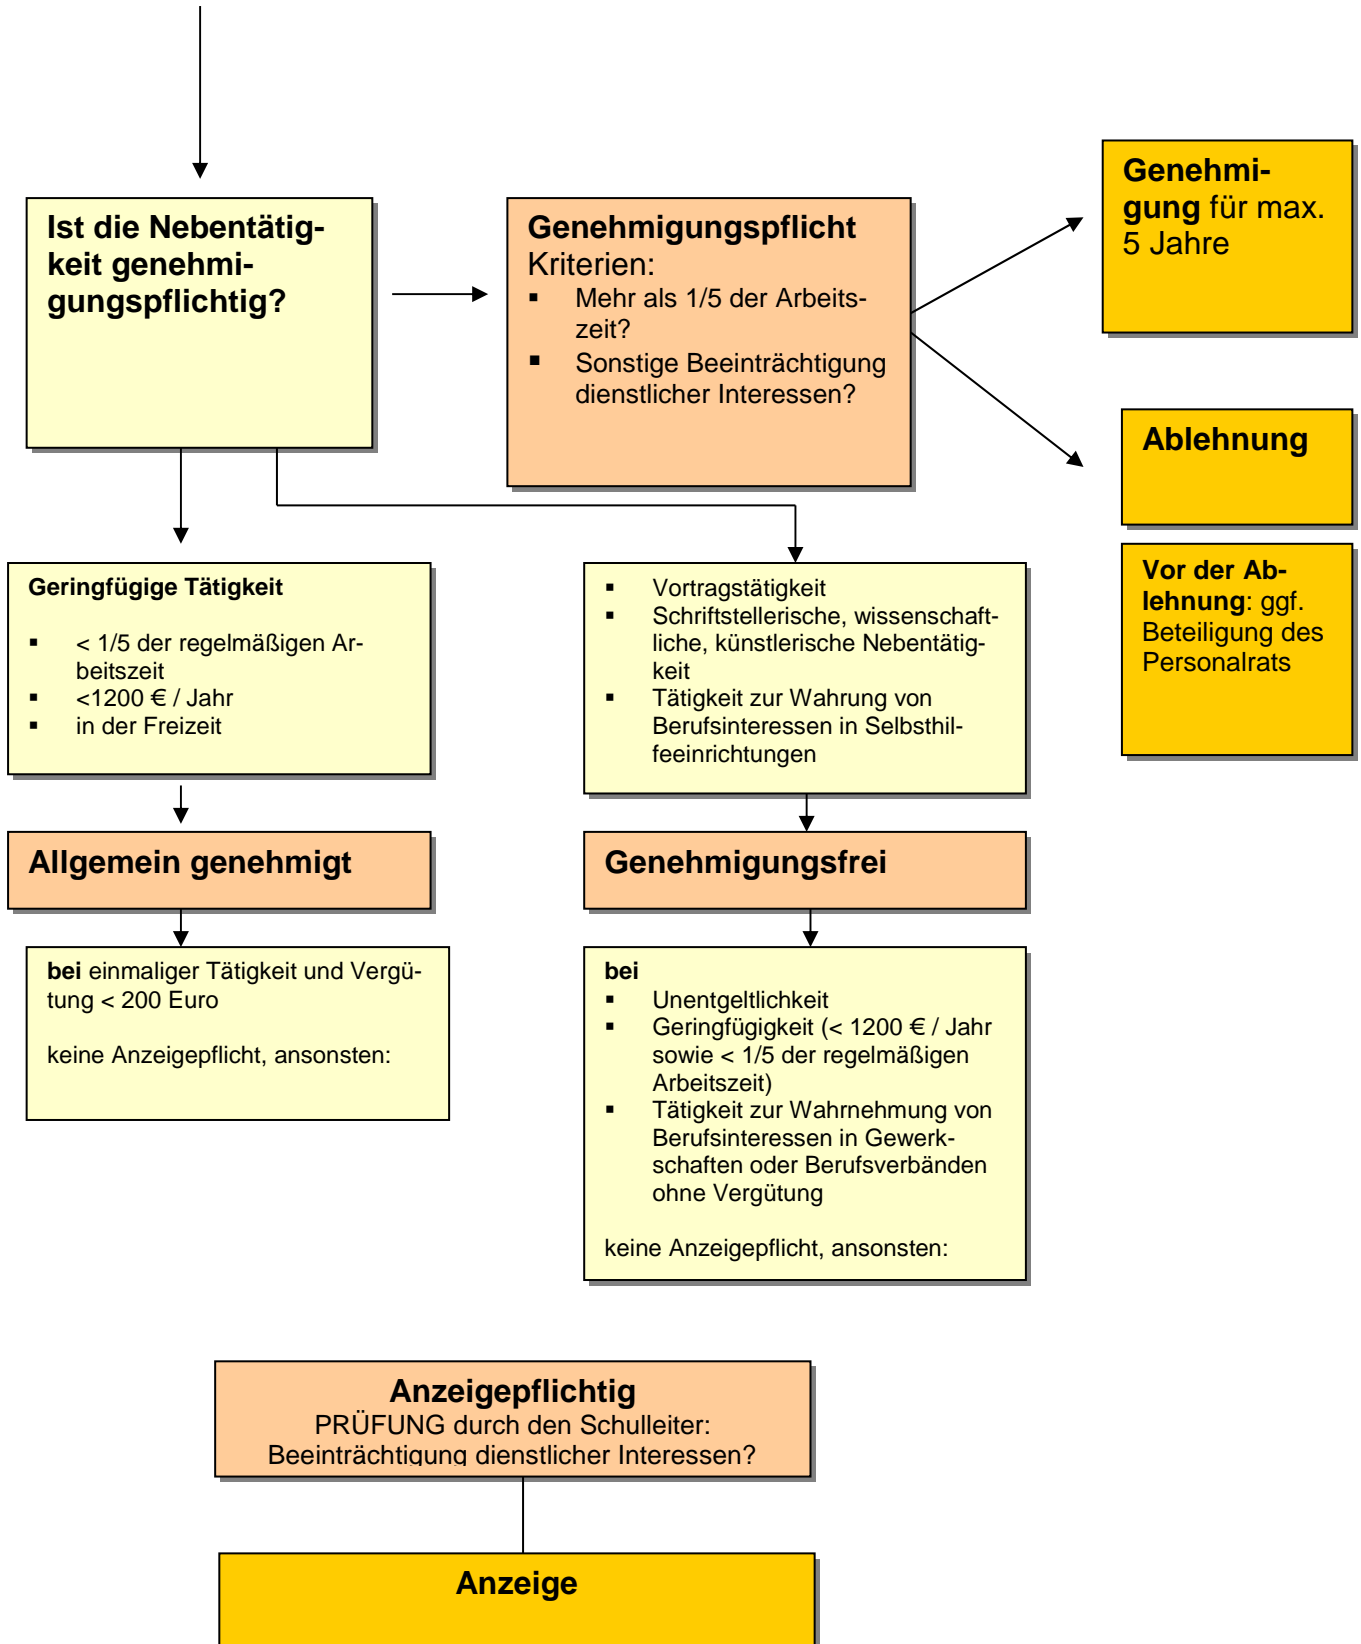 Ist die Nebentätig-
keit genehmi-
gungspflichtig?
Genehmigungspflicht
Kriterien:
▪ Mehr als 1/5 der Arbeits-
zeit?
▪ Sonstige Beeinträchtigung
dienstlicher Interessen?
Genehmi-
gung für max.
5 Jahre
Ablehnung
Vor der Ab-
lehnung: ggf.
Beteiligung des
Personalrats
Geringfügige Tätigkeit
▪ < 1/5 der regelmäßigen Ar-
beitszeit
▪ <1200 € / Jahr
▪ in der Freizeit
▪ Vortragstätigkeit
▪ Schriftstellerische, wissenschaft-
liche, künstlerische Nebentätig-
keit
▪ Tätigkeit zur Wahrung von
Berufsinteressen in Selbsthil-
feeinrichtungen
Allgemein genehmigt
Genehmigungsfrei
bei einmaliger Tätigkeit und Vergü-
tung < 200 Euro
keine Anzeigepflicht, ansonsten:
bei
▪ Unentgeltlichkeit
▪ Geringfügigkeit (< 1200 € / Jahr
sowie < 1/5 der regelmäßigen
Arbeitszeit)
▪ Tätigkeit zur Wahrnehmung von
Berufsinteressen in Gewerk-
schaften oder Berufsverbänden
ohne Vergütung
keine Anzeigepflicht, ansonsten:
Anzeigepflichtig
PRÜFUNG durch den Schulleiter:
Beeinträchtigung dienstlicher Interessen?
Anzeige